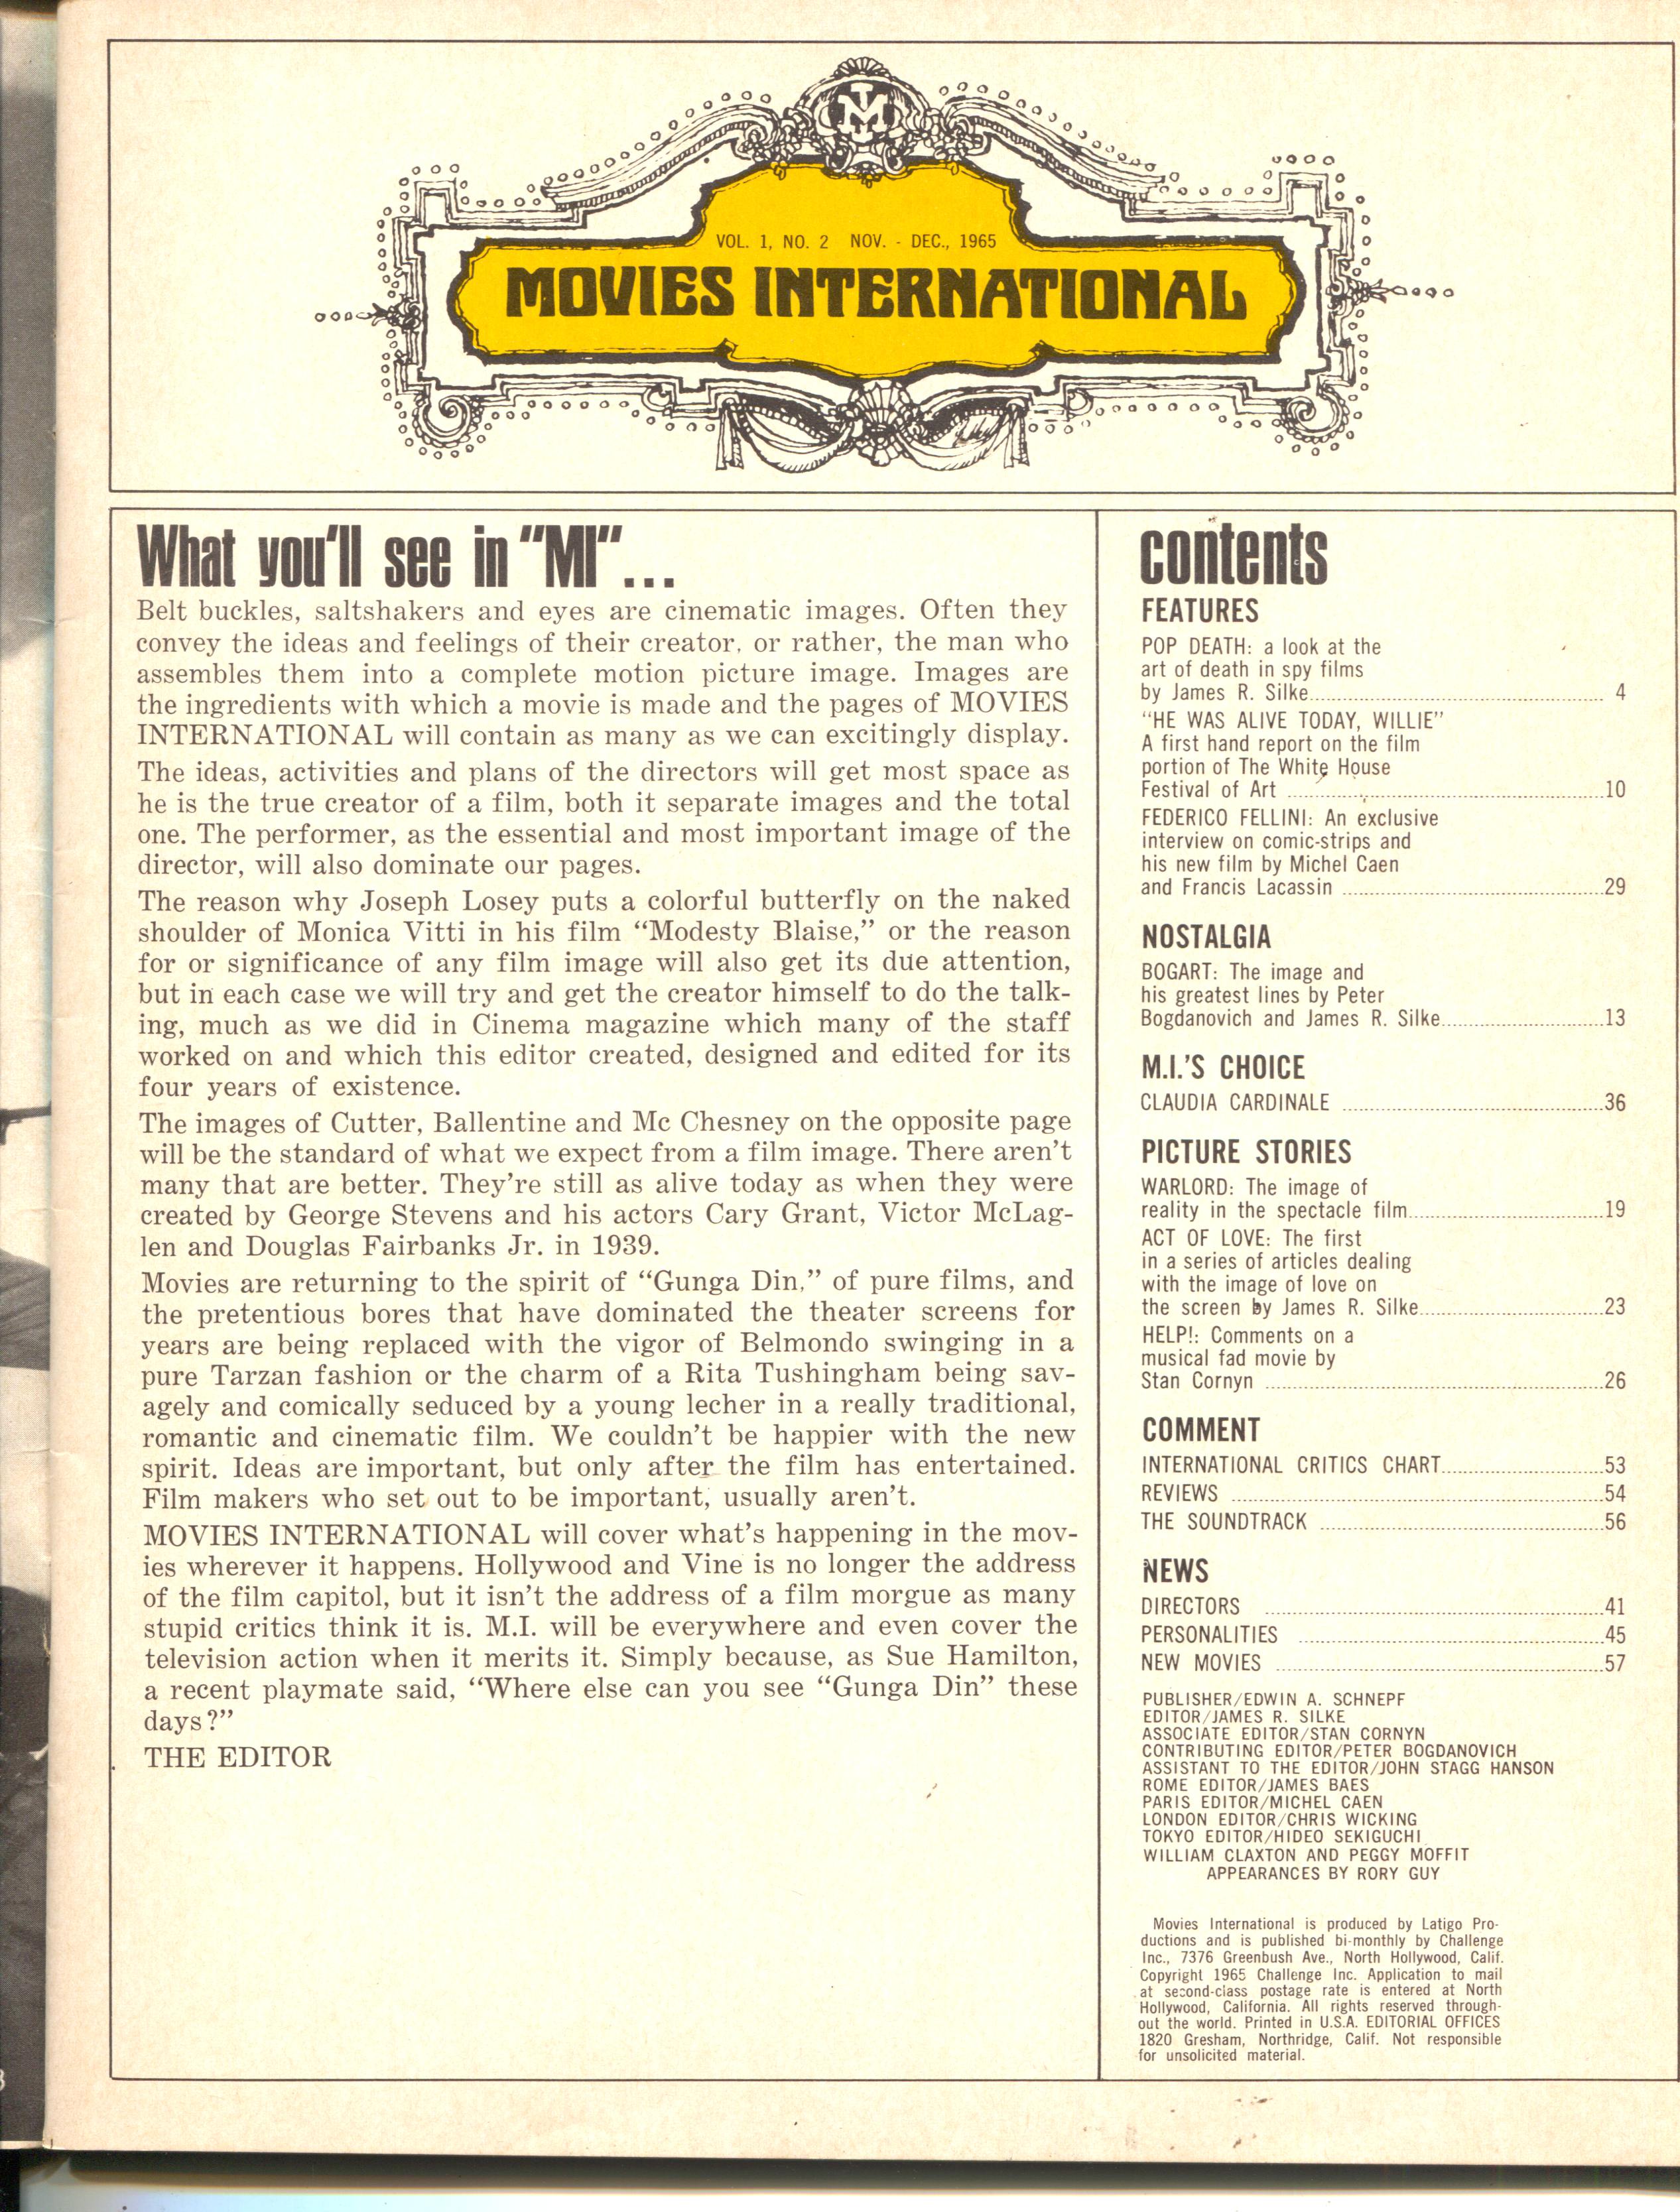 VOL. 1, NO. 2 NOV. - DEC., 1965
MOVIES INTERNATIONAL
What you'll see in "MI"...
Belt buckles, saltshakers and eyes are cinematic images. Often they
convey the ideas and feelings of their creator, or rather, the man who
assembles them into a complete motion picture image. Images are
the ingredients with which a movie is made and the pages of MOVIES
INTERNATIONAL will contain as many as we can excitingly display.
The ideas, activities and plans of the directors will get most space as
he is the true creator of a film, both it separate images and the total
one. The performer, as the essential and most important image of the
director, will also dominate our pages.
The reason why Joseph Losey puts a colorful butterfly on the naked
shoulder of Monica Vitti in his film “Modesty Blaise,” or the reason
for or significance of any film image will also get its due attention,
but in each case we will try and get the creator himself to do the talk-
ing, much as we did in Cinema magazine which many of the staff
worked on and which this editor created, designed and edited for its
four years of existence.
The images of Cutter, Ballentine and Mc Chesney on the opposite page
will be the standard of what we expect from a film image. There aren't
many that are better. They're still as alive today as when they were
created by George Stevens and his actors Cary Grant, Victor McLag-
len and Douglas Fairbanks Jr. in 1939.
Movies are returning to the spirit of “Gunga Din,” of pure films, and
the pretentious bores that have dominated the theater screens for
years are being replaced with the vigor of Belmondo swinging in a
pure Tarzan fashion or the charm of a Rita Tushingham being sav-
agely and comically seduced by a young lecher in a really traditional,
romantic and cinematic film. We couldn't be happier with the new
spirit. Ideas are important, but only after the film has entertained.
Film makers who set out to be important, usually aren't.
MOVIES INTERNATIONAL will cover what's happening in the mov-
ies wherever it happens. Hollywood and Vine is no longer the address
of the film capitol, but it isn't the address of a film morgue as many
stupid critics think it is. M.I. will be everywhere and even cover the
television action when it merits it. Simply because, as Sue Hamilton,
a recent playmate said, “Where else can you see “Gunga Din” these
days?”
THE EDITOR
contents
FEATURES
POP DEATH: a look at the
art of death in spy films
by James R. Silke 4
“HE WAS ALIVE TODAY, WILLIE”
A first hand report on the film
portion of The White House
Festival of Art 10
FEDERICO FELLINI: An exclusive
interview on comic-strips and
his new film by Michel Caen
and Francis Lacassin 29
NOSTALGIA
BOGART: The image and
his greatest lines by Peter
Bogdanovich and James R. Silke 13
M.I.'S CHOICE
CLAUDIA CARDINALE 36
PICTURE STORIES
WARLORD: The image of
reality in the spectacle film 19
ACT OF LOVE: The first
in a series of articles dealing
with the image of love on
the screen by James R. Silke 23
HELP!: Comments on a
musical fad movie by
Stan Cornyn 26
COMMENT
INTERNATIONAL CRITICS CHART 53
REVIEWS 54
THE SOUNDTRACK 56
NEWS
DIRECTORS 41
PERSONALITIES 45
NEW MOVIES 57
PUBLISHER/EDWIN A. SCHNEPF
EDITOR/JAMES R. SILKE
ASSOCIATE EDITOR/STAN CORNYN
CONTRIBUTING EDITOR/PETER BOGDANOVICH
ASSISTANT TO THE EDITOR/JOHN STAGG HANSON
ROME EDITOR/JAMES BAES
PARIS EDITOR/MICHEL CAEN
LONDON EDITOR/CHRIS WICKING
TOKYO EDITOR/HIDEO SEKIGUCHI
WILLIAM CLAXTON AND PEGGY MOFFIT
APPEARANCES BY RORY GUY
Movies International is produced by Latigo Pro-
ductions and is published bi-monthly by Challenge
Inc., 7376 Greenbush Ave., North Hollywood, Calif.
Copyright 1965 Challenge Inc. Application to mail
at second-class postage rate is entered at North
Hollywood, California. All rights reserved through-
out the world. Printed in U.S.A. EDITORIAL OFFICES
1820 Gresham, Northridge, Calif. Not responsible
for unsolicited material.